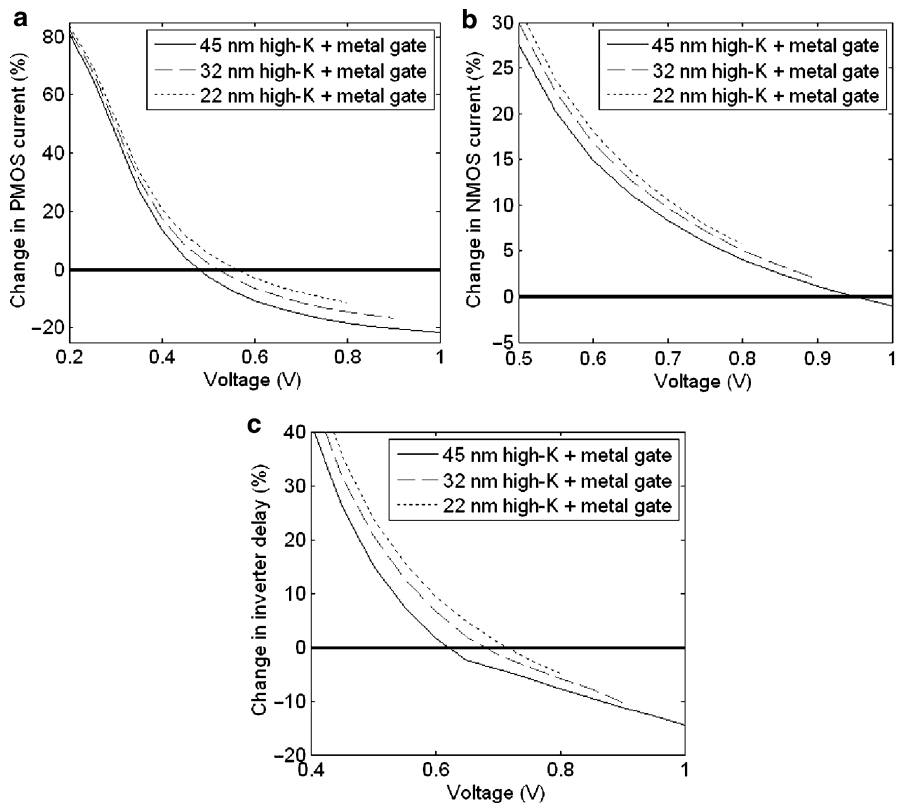 a
Change in PMOS current (%)
80
60
40
20
0
−20
45 nm high-K + metal gate
32 nm high-K + metal gate
22 nm high-K + metal gate
0.2
0.4
0.6
0.8
1
Voltage (V)
b
Change in NMOS current (%)
30
25
20
15
10
5
0
−5
45 nm high-K + metal gate
32 nm high-K + metal gate
22 nm high-K + metal gate
0.5
0.6
0.7
0.8
0.9
1
Voltage (V)
c
Change in inverter delay (%)
40
30
20
10
0
−10
−20
45 nm high-K + metal gate
32 nm high-K + metal gate
22 nm high-K + metal gate
0.4
0.6
0.8
1
Voltage (V)